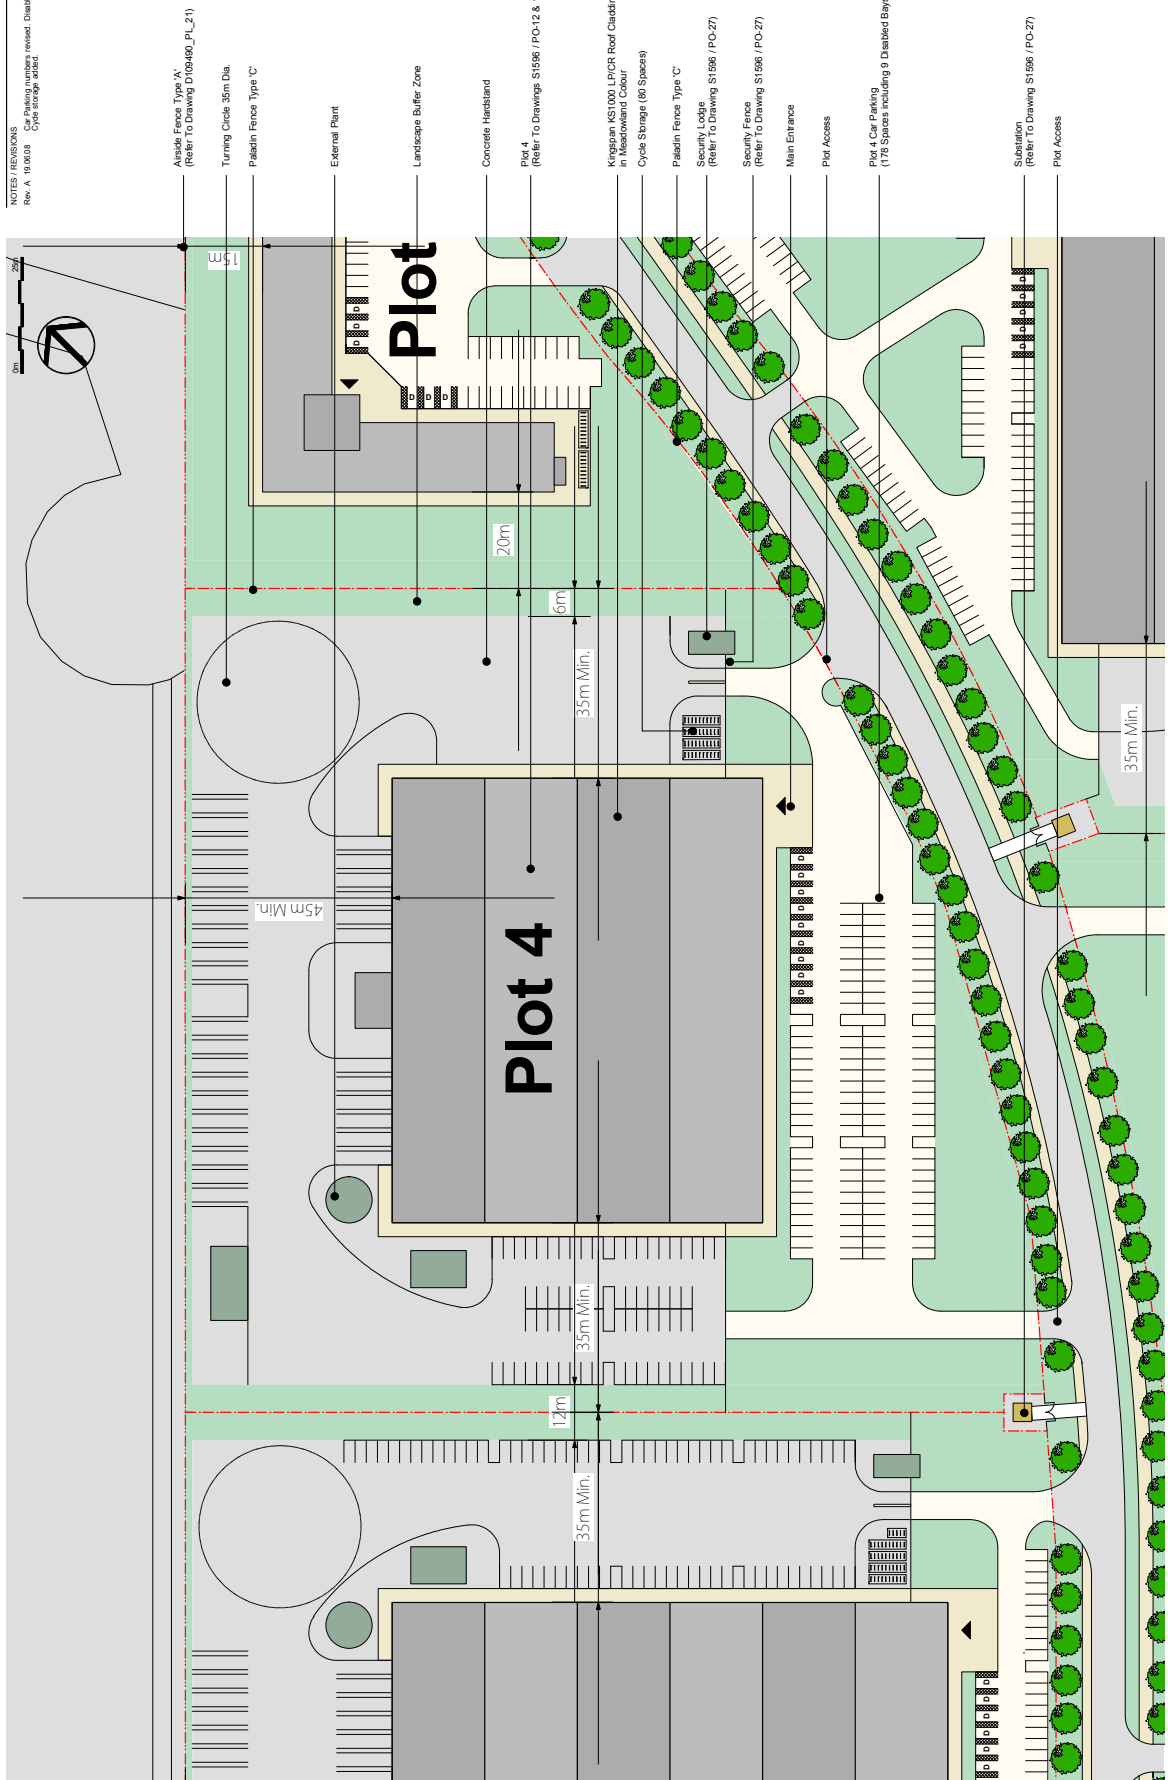 NOTES / REVISIONS
Rev. A 19.06.08 Car Parking numbers revised.
Cycle storage added.
Airside Fence Type 'A'
(Refer To Drawing D109490_PL_21)
Turning Circle 35m Dia.
Paladin Fence Type 'C'
External Plant
Landscape Buffer Zone
Concrete Hardstand
Plot 4
(Refer To Drawings S1596 / PO-12 &
Kingspan KS1000 LP/CR Roof
in Meadowland Colour
Cycle Storage (80 Spaces)
Paladin Fence Type 'C'
Security Lodge
(Refer To Drawing S1596 / PO-27)
Security Fence
(Refer To Drawing S1596 / PO-27)
Main Entrance
Plot Access
Plot 4 Car Parking
(178 Spaces including 9 Disabled
Substation
(Refer To Drawing S1596 / PO-27)
Plot Access
0m
25m
15m
Plot
D
D
D
D
D
D
20m
6m
35m Min.
45m Min.
Plot 4
D
D
D
D
D
D
D
D
D
D
D
D
D
D
35m Min.
35m Min.
12m
35m Min.
D
D
D
D
D
D